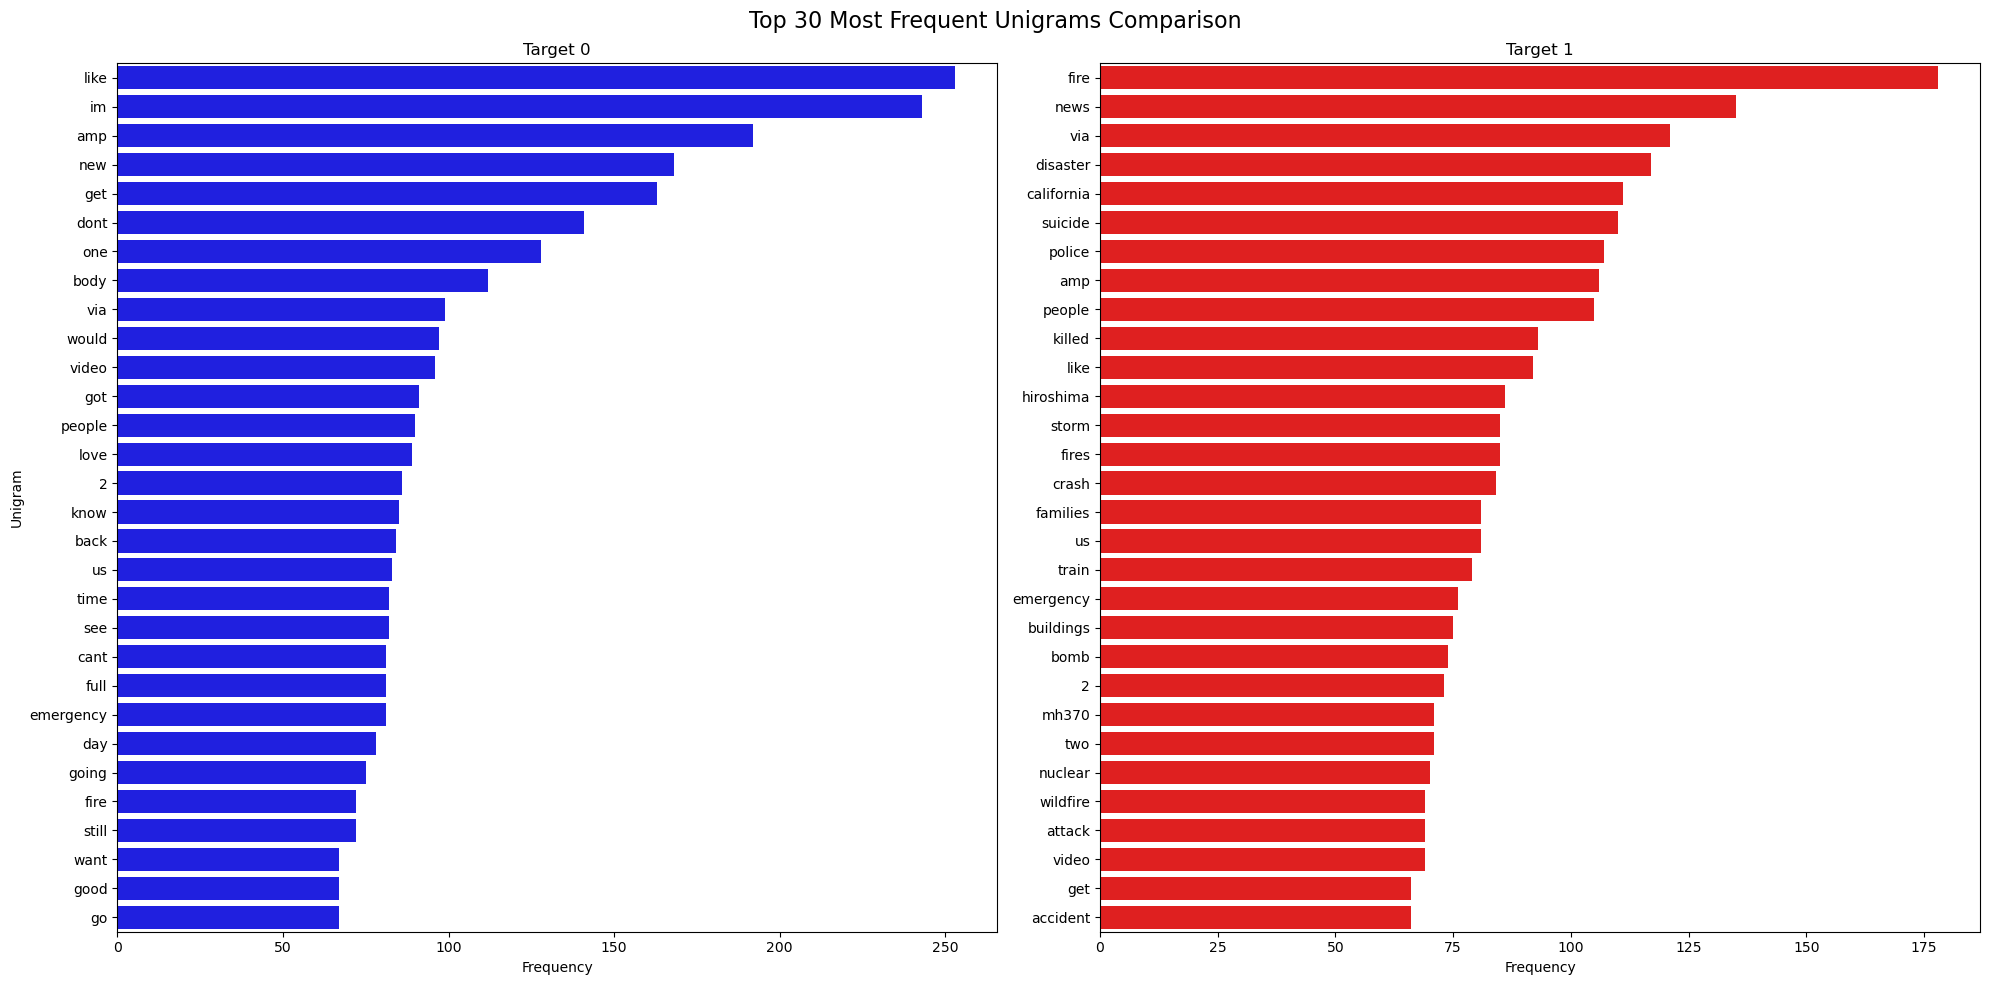 Top 30 Most Frequent Unigrams Comparison
Target 0
Unigram
like
im
amp
new
get
dont
one
body
via
would
video
got
people
love
2
know
back
us
time
see
cant
full
emergency
day
going
fire
still
want
good
go
0 50 100 150 200 250
Frequency
Target 1
fire
news
via
disaster
california
suicide
police
amp
people
killed
like
hiroshima
storm
fires
crash
families
us
train
emergency
buildings
bomb
2
mh370
two
nuclear
wildfire
attack
video
get
accident
0 25 50 75 100 125 150 175
Frequency